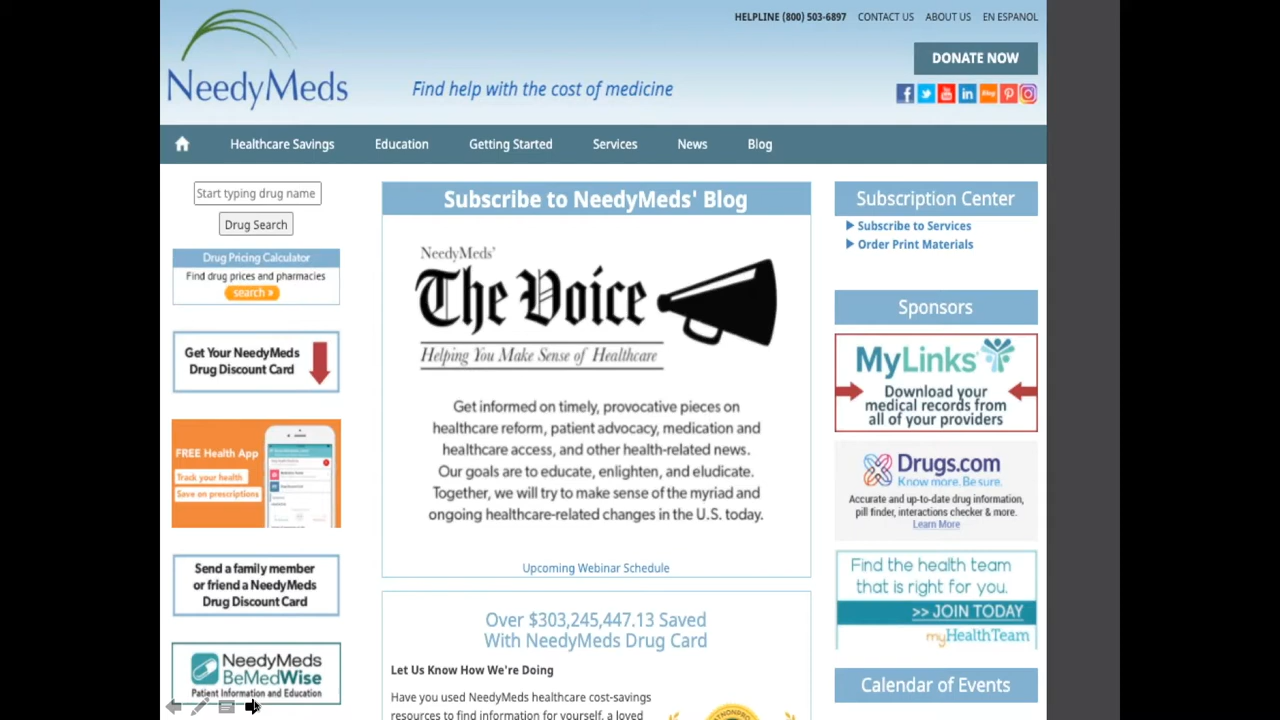 HELPLINE (800) 503-6897 CONTACT US ABOUT US EN ESPANOL
NeedyMeds
Find help with the cost of medicine
DONATE NOW
Blog
Healthcare Savings Education Getting Started Services News Blog
Start typing drug name
Drug Search
Drug Pricing Calculator
Find drug prices and pharmacies
search »
Get Your NeedyMeds
Drug Discount Card
FREE Health App
Track your health
Save on prescriptions
Send a family member
or friend a NeedyMeds
Drug Discount Card
NeedyMeds
BeMedWise
Patient Information and Education
Subscribe to NeedyMeds' Blog
NeedyMeds'
The Voice
Helping You Make Sense of Healthcare
Get informed on timely, provocative pieces on
healthcare reform, patient advocacy, medication and
healthcare access, and other health-related news.
Our goals are to educate, enlighten, and eludicate.
Together, we will try to make sense of the myriad and
ongoing healthcare-related changes in the U.S. today.
Upcoming Webinar Schedule
Over $303,245,447.13 Saved
With NeedyMeds Drug Card
Let Us Know How We're Doing
Have you used NeedyMeds healthcare cost-savings
resources to find information for yourself, a loved
Subscription Center
Subscribe to Services
Order Print Materials
Sponsors
MyLinks
Download your
medical records from
all of your providers
Drugs.com
Know more. Be sure.
Accurate and up-to-date drug information,
pill finder, interactions checker & more.
Learn More
Find the health team
that is right for you.
>> JOIN TODAY
myHealthTeam
Calendar of Events